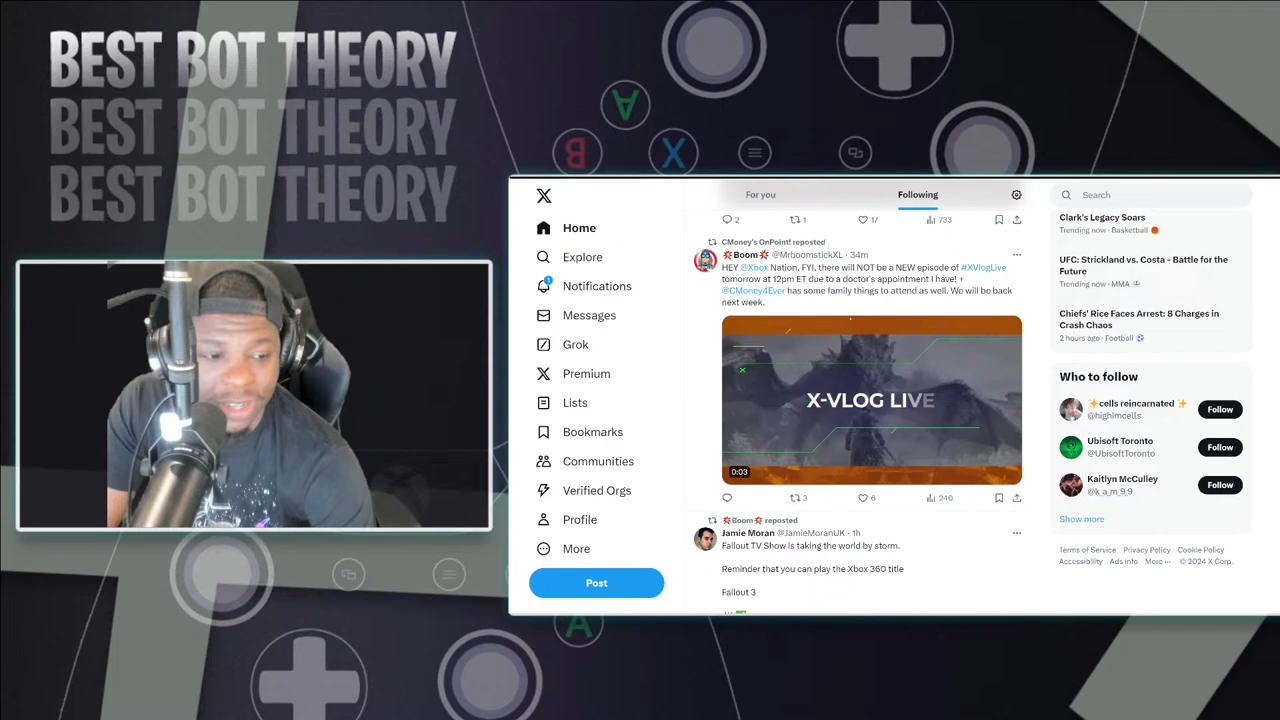 BEST BOT THEORY
BEST BOT THEORY
BEST BOT THEORY
A
B
X
Home
Explore
1
Notifications
Messages
Grok
Premium
Lists
Bookmarks
Communities
Verified Orgs
Profile
More
Post
For you
Following
2
1
17
733
CMoney's OnPoint! reposted
💥Boom💥 @MrboomstickXL · 34m
HEY @Xbox Nation, FYI, there will NOT be a NEW episode of #XVlogLive
tomorrow at 12pm ET due to a doctor's appointment I have! +
@CMoney4Ever has some family things to attend as well. We will be back
next week.
X-VLOG LIVE
0:03
3
6
240
💥Boom💥 reposted
Jamie Moran @JamieMoranUK · 1h
Fallout TV Show is taking the world by storm.
Reminder that you can play the Xbox 360 title
Fallout 3
Search
Clark's Legacy Soars
Trending now · Basketball 🏀
UFC: Strickland vs. Costa - Battle for the
Future
Trending now · MMA
Chiefs' Rice Faces Arrest: 8 Charges in
Crash Chaos
2 hours ago · Football
Who to follow
✨cells reincarnated ✨
@highimcells
Follow
Ubisoft Toronto
@UbisoftToronto
Follow
Kaitlyn McCulley
@k_a_m_9_9
Follow
Show more
Terms of Service Privacy Policy Cookie Policy
Accessibility Ads info More ··· © 2024 X Corp.
A